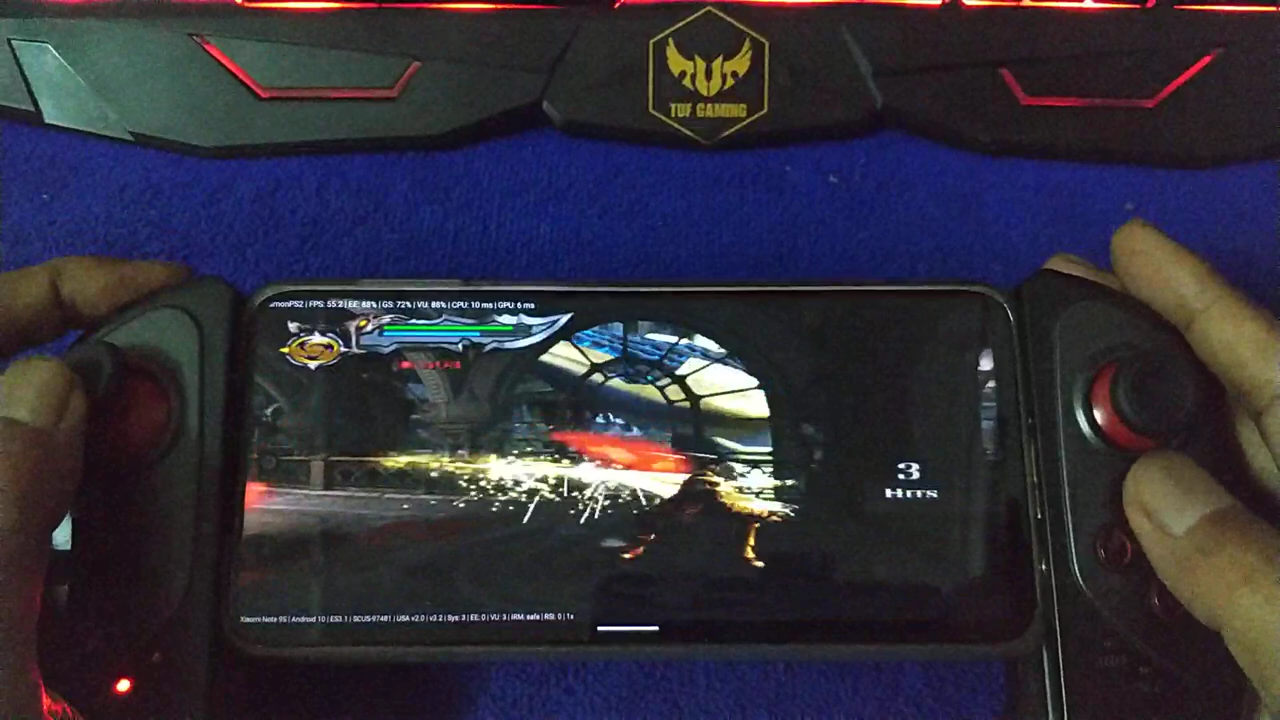 TUF GAMING
monPS2 | FPS: 55.2 | EE: 88% | GS: 72% | VU: 88% | CPU: 10 ms | GPU: 6 ms
3
HITS
Xiaomi Note 9S | Android 10 | ES3.1 | SCUS-97481 | USA v2.0 | v3.2 | Sys: 3 | EE: 0 | VU: 3 | IRM: safe | RSI: 0 | 1x